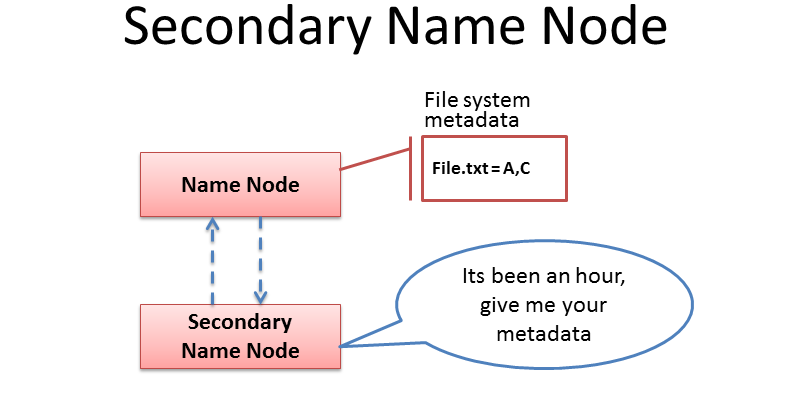 Secondary Name Node
File system
metadata
File.txt = A,C
Name Node
Its been an hour,
give me your
metadata
Secondary
Name Node